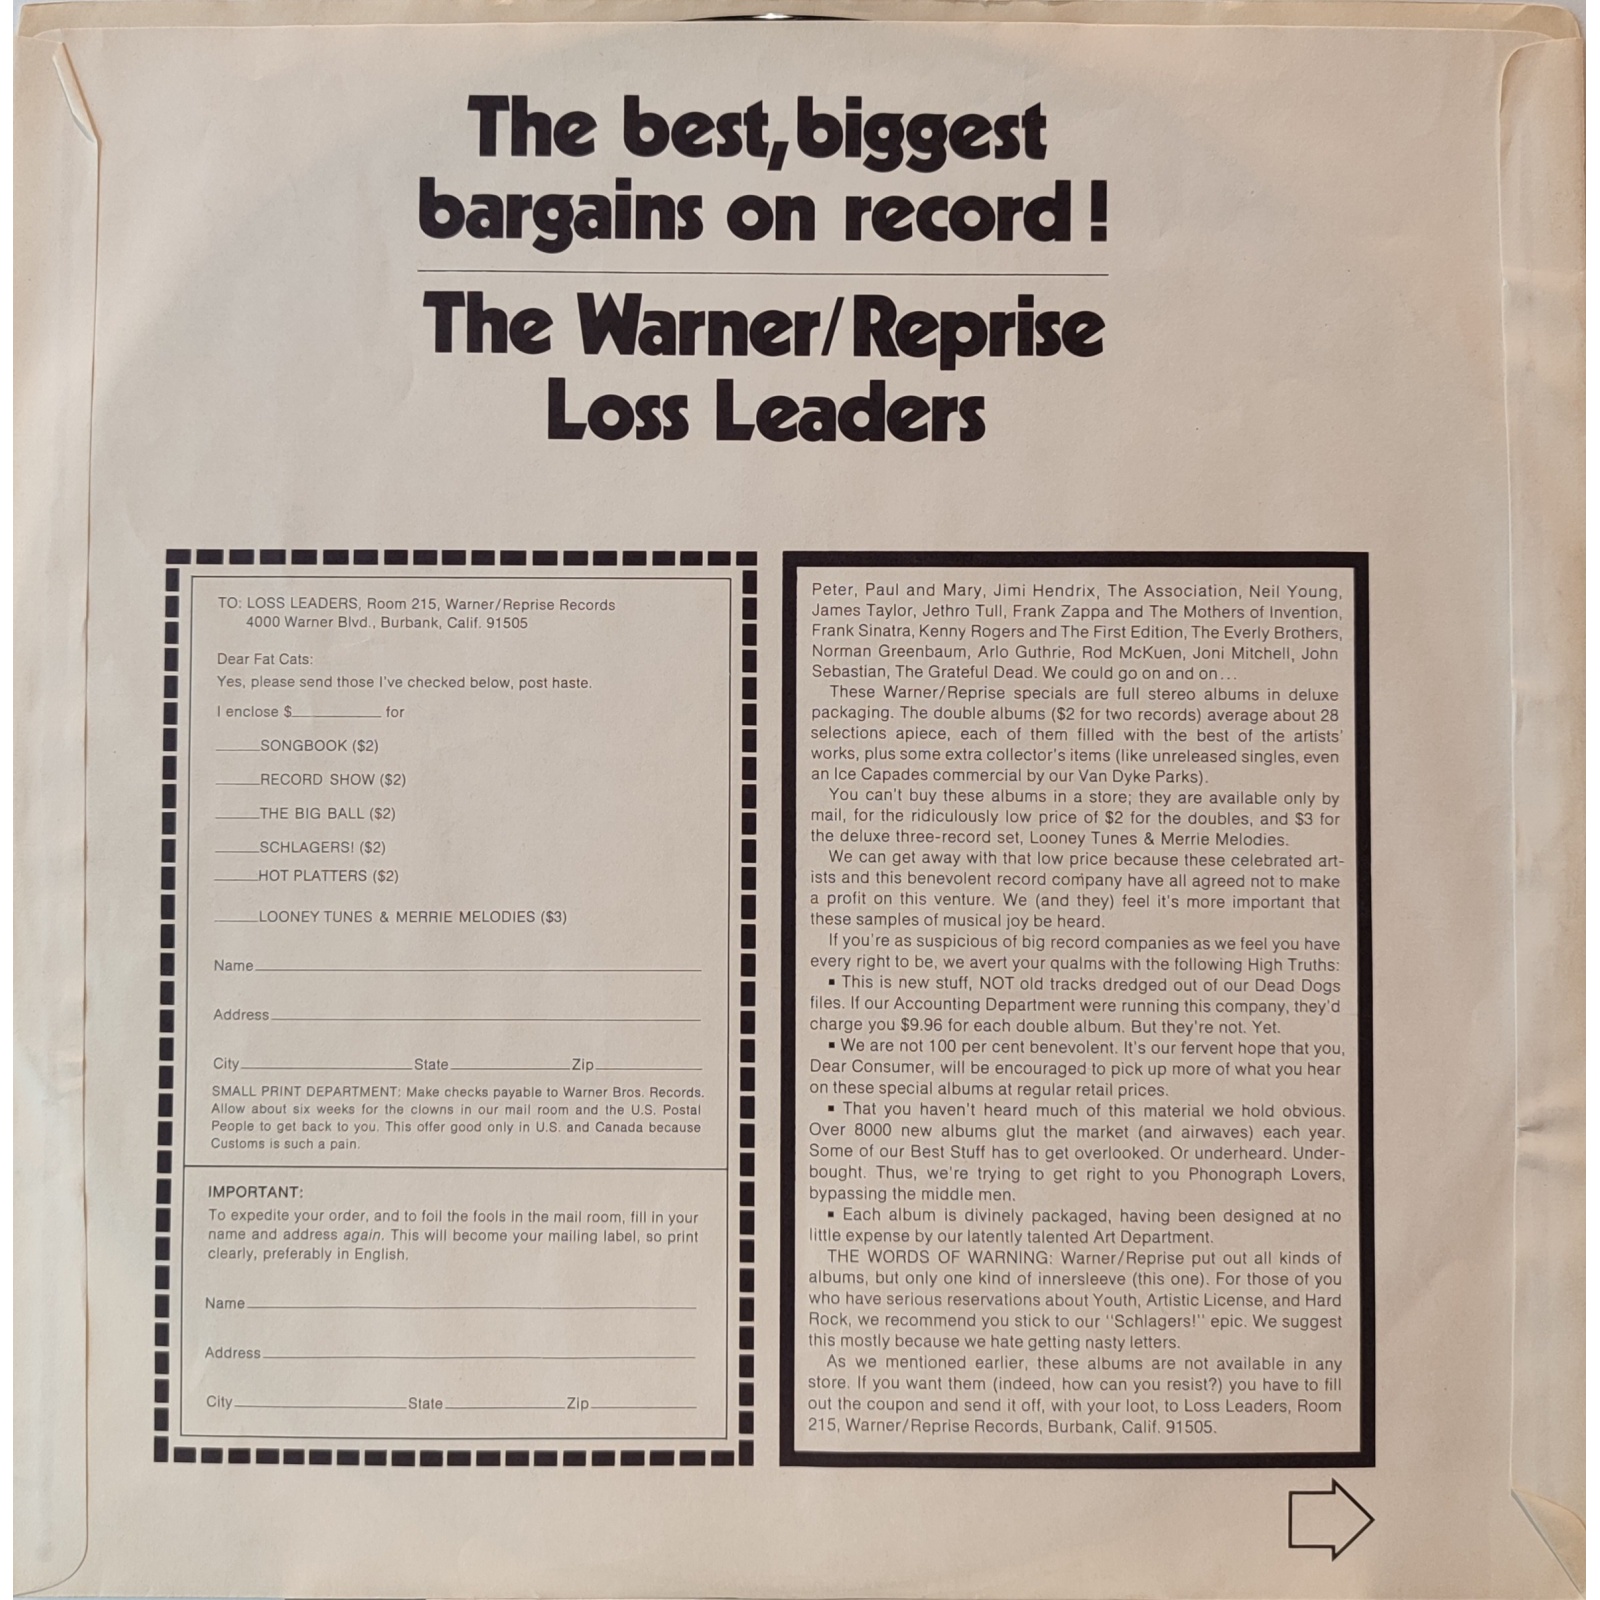 The best, biggest
bargains on record!
The Warner/Reprise
Loss Leaders
TO: LOSS LEADERS, Room 215, Warner/Reprise Records
4000 Warner Blvd., Burbank, Calif. 91505
Dear Fat Cats:
Yes, please send those I've checked below, post haste.
I enclose $__________ for
_____SONGBOOK ($2)
_____RECORD SHOW ($2)
_____THE BIG BALL ($2)
_____SCHLAGERS! ($2)
_____HOT PLATTERS ($2)
_____LOONEY TUNES & MERRIE MELODIES ($3)
Name__________
Address__________
City__________State__________Zip__________
SMALL PRINT DEPARTMENT: Make checks payable to Warner Bros. Records.
Allow about six weeks for the clowns in our mail room and the U.S. Postal
People to get back to you. This offer good only in U.S. and Canada because
Customs is such a pain.
IMPORTANT:
To expedite your order, and to foil the fools in the mail room, fill in your
name and address again. This will become your mailing label, so print
clearly, preferably in English.
Name__________
Address__________
City__________State__________Zip__________
Peter, Paul and Mary, Jimi Hendrix, The Association, Neil Young,
James Taylor, Jethro Tull, Frank Zappa and The Mothers of Invention,
Frank Sinatra, Kenny Rogers and The First Edition, The Everly Brothers,
Norman Greenbaum, Arlo Guthrie, Rod McKuen, Joni Mitchell, John
Sebastian, The Grateful Dead. We could go on and on...
These Warner/Reprise specials are full stereo albums in deluxe
packaging. The double albums ($2 for two records) average about 28
selections apiece, each of them filled with the best of the artists'
works, plus some extra collector's items (like unreleased singles, even
an Ice Capades commercial by our Van Dyke Parks).
You can't buy these albums in a store; they are available only by
mail, for the ridiculously low price of $2 for the doubles, and $3 for
the deluxe three-record set, Looney Tunes & Merrie Melodies.
We can get away with that low price because these celebrated art-
ists and this benevolent record company have all agreed not to make
a profit on this venture. We (and they) feel it's more important that
these samples of musical joy be heard.
If you're as suspicious of big record companies as we feel you have
every right to be, we avert your qualms with the following High Truths:
▪ This is new stuff, NOT old tracks dredged out of our Dead Dogs
files. If our Accounting Department were running this company, they'd
charge you $9.96 for each double album. But they're not. Yet.
▪ We are not 100 per cent benevolent. It's our fervent hope that you,
Dear Consumer, will be encouraged to pick up more of what you hear
on these special albums at regular retail prices.
▪ That you haven't heard much of this material we hold obvious.
Over 8000 new albums glut the market (and airwaves) each year.
Some of our Best Stuff has to get overlooked. Or underheard. Under-
bought. Thus, we're trying to get right to you Phonograph Lovers,
bypassing the middle men.
▪ Each album is divinely packaged, having been designed at no
little expense by our latently talented Art Department.
THE WORDS OF WARNING: Warner/Reprise put out all kinds of
albums, but only one kind of innersleeve (this one). For those of you
who have serious reservations about Youth, Artistic License, and Hard
Rock, we recommend you stick to our "Schlagers!" epic. We suggest
this mostly because we hate getting nasty letters.
As we mentioned earlier, these albums are not available in any
store. If you want them (indeed, how can you resist?) you have to fill
out the coupon and send it off, with your loot, to Loss Leaders, Room
215, Warner/Reprise Records, Burbank, Calif. 91505.